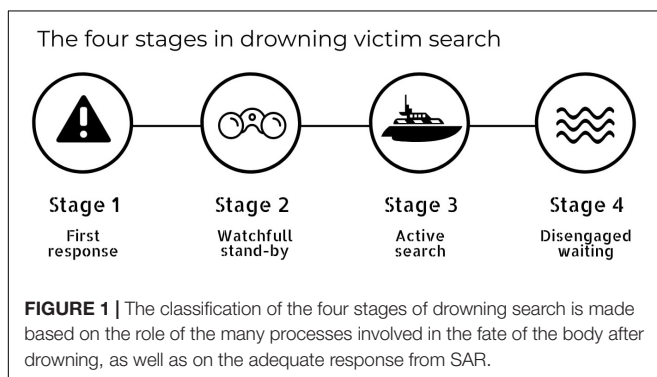 The four stages in drowning victim search
Stage 1
Stage 2
Stage 3
Stage 4
First
response
Watchfull
stand-by
Active
search
Disengaged
waiting
FIGURE 1 | The classification of the four stages of drowning search is made
based on the role of the many processes involved in the fate of the body after
drowning, as well as on the adequate response from SAR.